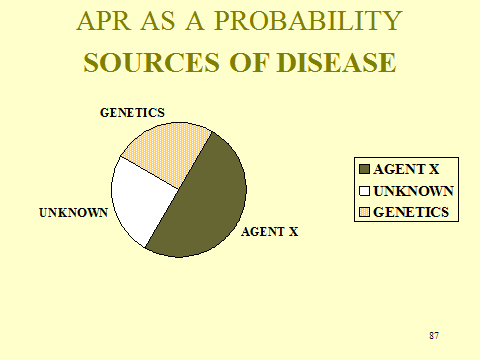 APR AS A PROBABILITY
SOURCES OF DISEASE
GENETICS
UNKNOWN
AGENT X
AGENT X
UNKNOWN
GENETICS
87